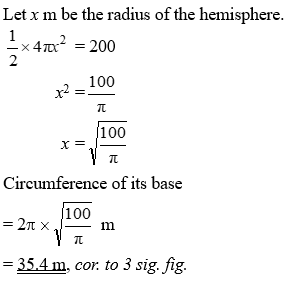 Let x m be the radius of the hemisphere.
1/2 × 4πx² = 200
x² = 100/π
x = √(100/π)
Circumference of its base
= 2π × √(100/π) m
= 35.4 m, cor. to 3 sig. fig.